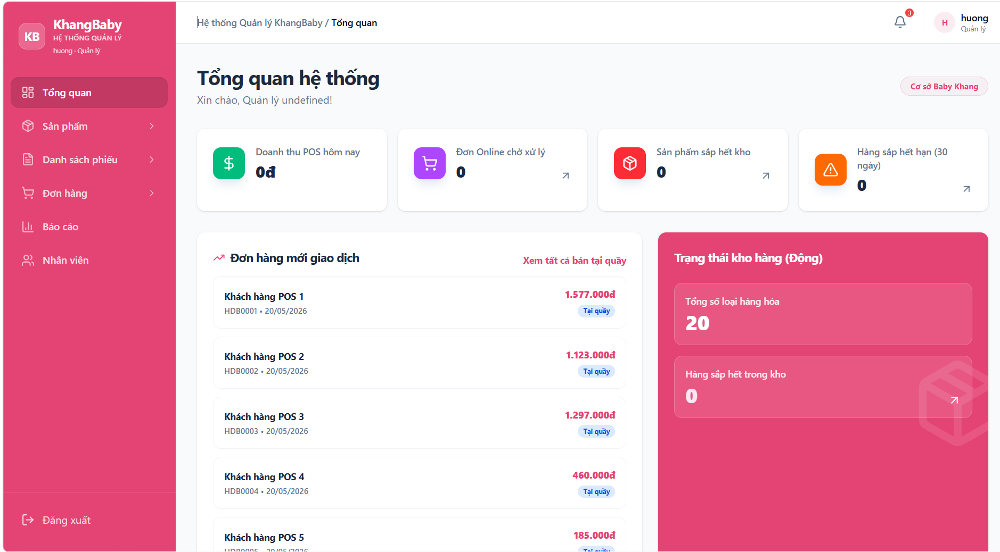 KB
KhangBaby
HỆ THỐNG QUẢN LÝ
huong · Quản lý
Tổng quan
Sản phẩm
Danh sách phiếu
Đơn hàng
Báo cáo
Nhân viên
Đăng xuất
Hệ thống Quản lý KhangBaby / Tổng quan
3
H
huong
Quản lý
Tổng quan hệ thống
Xin chào, Quản lý undefined!
Cơ sở Baby Khang
Doanh thu POS hôm nay
0đ
Đơn Online chờ xử lý
0
Sản phẩm sắp hết kho
0
Hàng sắp hết hạn (30
ngày)
0
Đơn hàng mới giao dịch
Xem tất cả bán tại quầy
Khách hàng POS 1
1.577.000đ
HDB0001 • 20/05/2026
Tại quầy
Khách hàng POS 2
1.123.000đ
HDB0002 • 20/05/2026
Tại quầy
Khách hàng POS 3
1.297.000đ
HDB0003 • 20/05/2026
Tại quầy
Khách hàng POS 4
460.000đ
HDB0004 • 20/05/2026
Tại quầy
Khách hàng POS 5
185.000đ
HDB0005 • 20/05/2026
Tại quầy
Trạng thái kho hàng (Động)
Tổng số loại hàng hóa
20
Hàng sắp hết trong kho
0